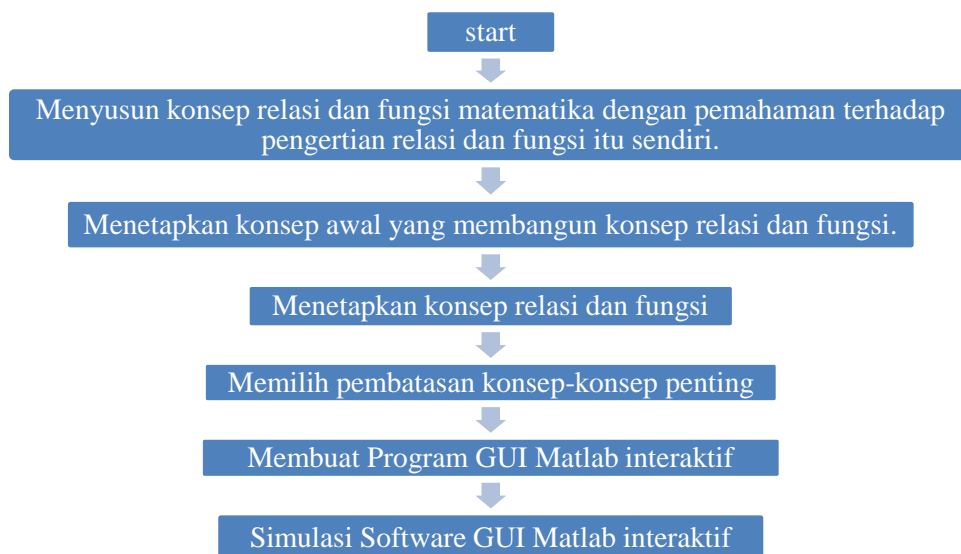 start
Menyusun konsep relasi dan fungsi matematika dengan pemahaman terhadap
pengertian relasi dan fungsi itu sendiri.
Menetapkan konsep awal yang membangun konsep relasi dan fungsi.
Menetapkan konsep relasi dan fungsi
Memilih pembatasan konsep-konsep penting
Membuat Program GUI Matlab interaktif
Simulasi Software GUI Matlab interaktif